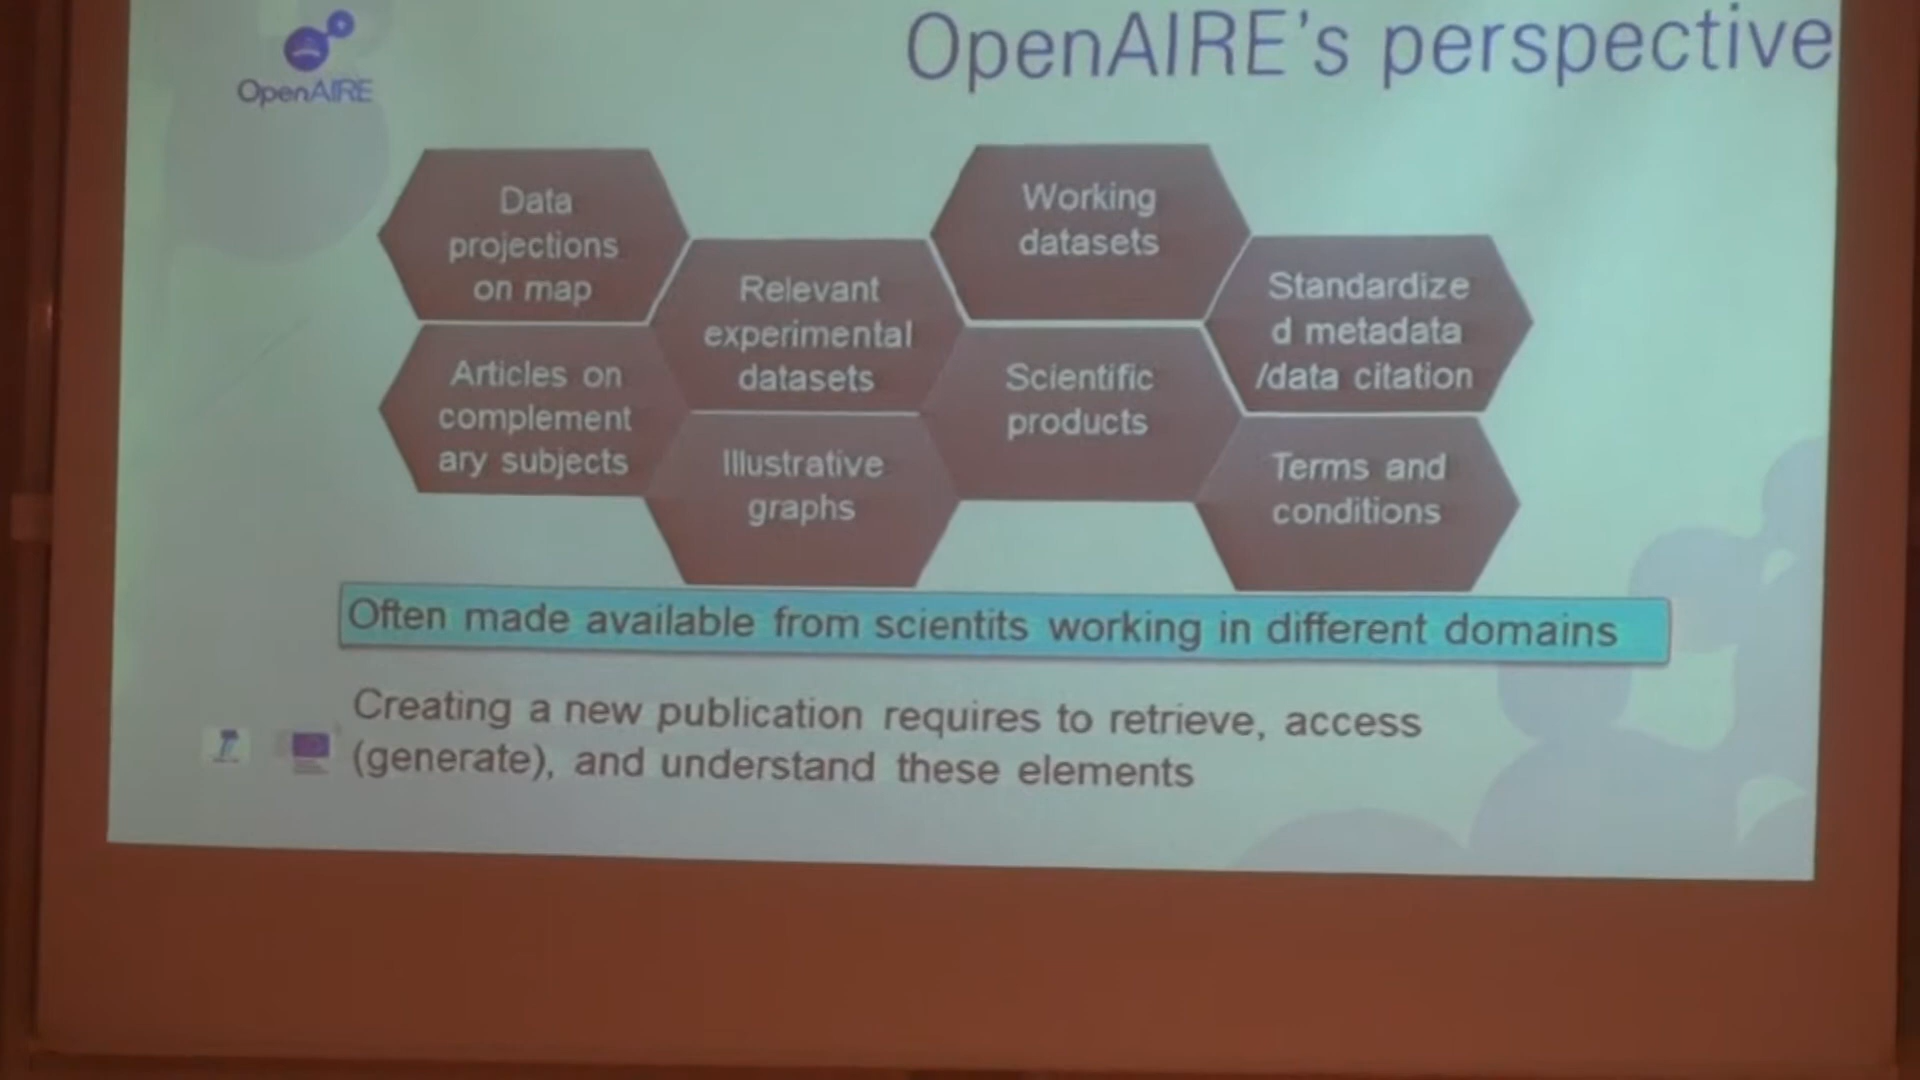 OpenAIRE
OpenAIRE's perspective
Data
projections
on map
Working
datasets
Relevant
experimental
datasets
Standardize
d metadata
/data citation
Articles on
complement
ary subjects
Scientific
products
Illustrative
graphs
Terms and
conditions
Often made available from scientits working in different domains
Creating a new publication requires to retrieve, access
(generate), and understand these elements